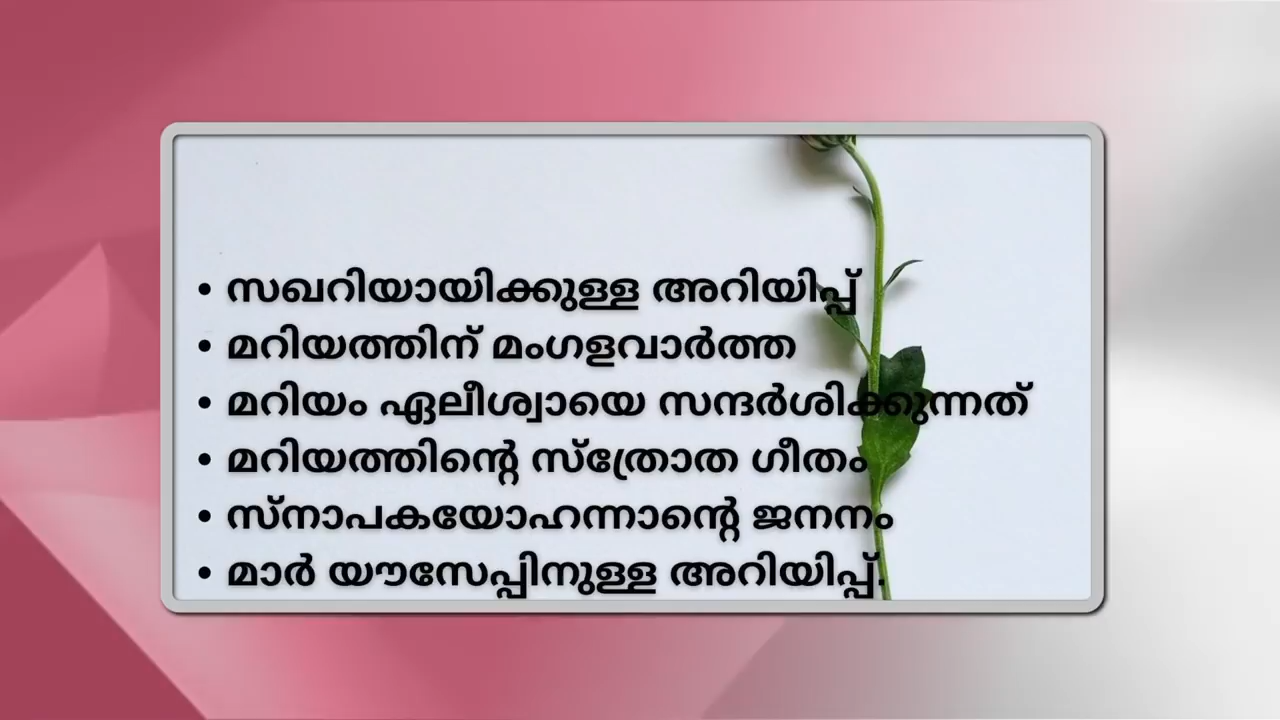 • സഖറിയായിക്കുള്ള അറിയിപ്പ്
• മറിയത്തിന് മംഗളവാർത്ത
• മറിയം ഏലീശ്വായെ സന്ദർശിക്കുന്നത്
• മറിയത്തിന്റെ സ്ത്രോത ഗീതം
• സ്നാപകയോഹന്നാന്റെ ജനനം
• മാർ യൗസേപ്പിനുള്ള അറിയിപ്പ്.